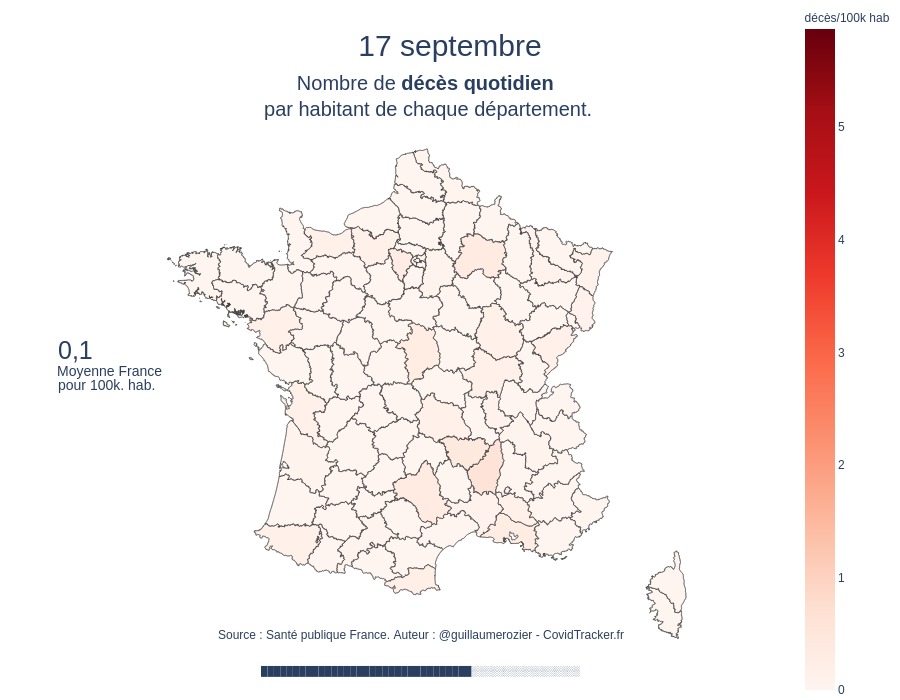 17 septembre
Nombre de décès quotidien
par habitant de chaque département.
décès/100k hab
5
4
3
2
1
0
0,1
Moyenne France
pour 100k. hab.
Source : Santé publique France. Auteur : @guillaumerozier - CovidTracker.fr